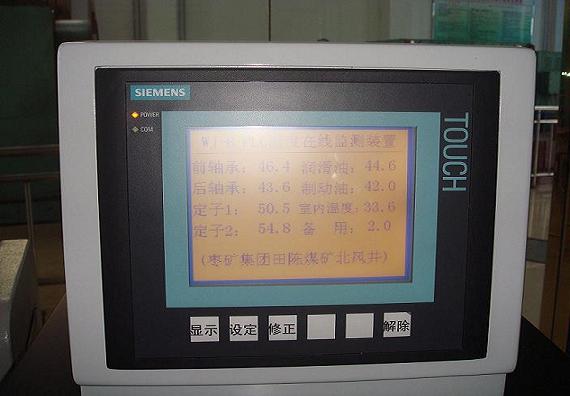 SIEMENS
POWER
COM
TOUCH
在线监测装置
前轴承：46.4 润滑油：44.6
后轴承：43.6 制动油：42.0
定子1：50.5 室内温度：33.6
定子2：54.8 备 用：2.0
(枣矿集团田陈煤矿北风井)
显示 设定 修正 解除